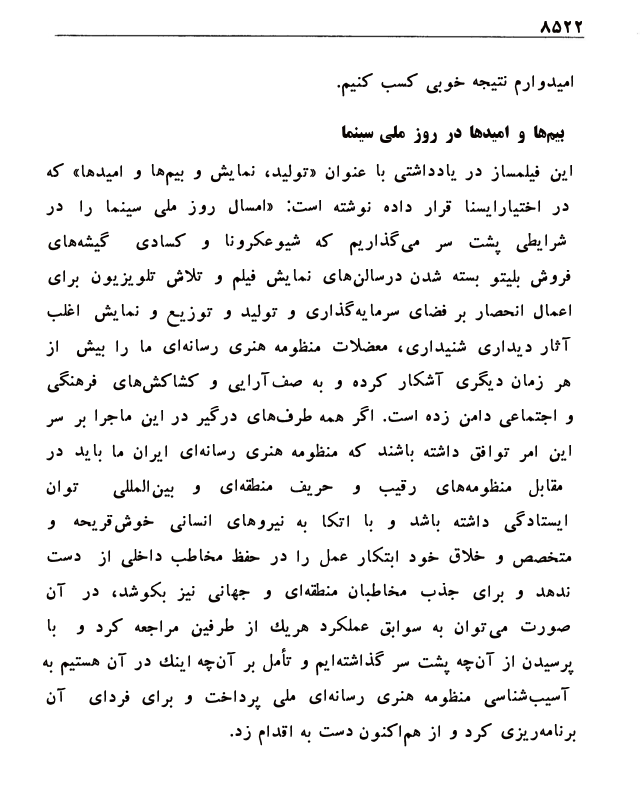 ۸۵۲۲
امیدوارم نتیجه خوبی کسب کنیم.
بیم‌ها و امیدها در روز ملی سینما
این فیلمساز در یادداشتی با عنوان «تولید، نمایش و بیم‌ها و امیدها» که
در اختیارایسنا قرار داده نوشته است: «امسال روز ملی سینما را در
شرایطی پشت سر می‌گذاریم که شیوعکرونا و کسادی گیشه‌های
فروش بلیتو بسته شدن درسالن‌های نمایش فیلم و تلاش تلویزیون برای
اعمال انحصار بر فضای سرمایه‌گذاری و تولید و توزیع و نمایش اغلب
آثار دیداری شنیداری، معضلات منظومه هنری رسانه‌ای ما را بیش از
هر زمان دیگری آشکار کرده و به صف‌آرایی و کشاکش‌های فرهنگی
و اجتماعی دامن زده است. اگر همه طرف‌های درگیر در این ماجرا بر سر
این امر توافق داشته باشند که منظومه هنری رسانه‌ای ایران ما باید در
مقابل منظومه‌های رقیب و حریف منطقه‌ای و بین‌المللی توان
ایستادگی داشته باشد و با اتکا به نیروهای انسانی خوش‌قریحه و
متخصص و خلاق خود ابتکار عمل را در حفظ مخاطب داخلی از دست
ندهد و برای جذب مخاطبان منطقه‌ای و جهانی نیز بکوشد، در آن
صورت می‌توان به سوابق عملکرد هریك از طرفین مراجعه کرد و با
پرسیدن از آن‌چه پشت سر گذاشته‌ایم و تأمل بر آن‌چه اینك در آن هستیم به
آسیب‌شناسی منظومه هنری رسانه‌ای ملی پرداخت و برای فردای آن
برنامه‌ریزی کرد و از هم‌اکنون دست به اقدام زد.